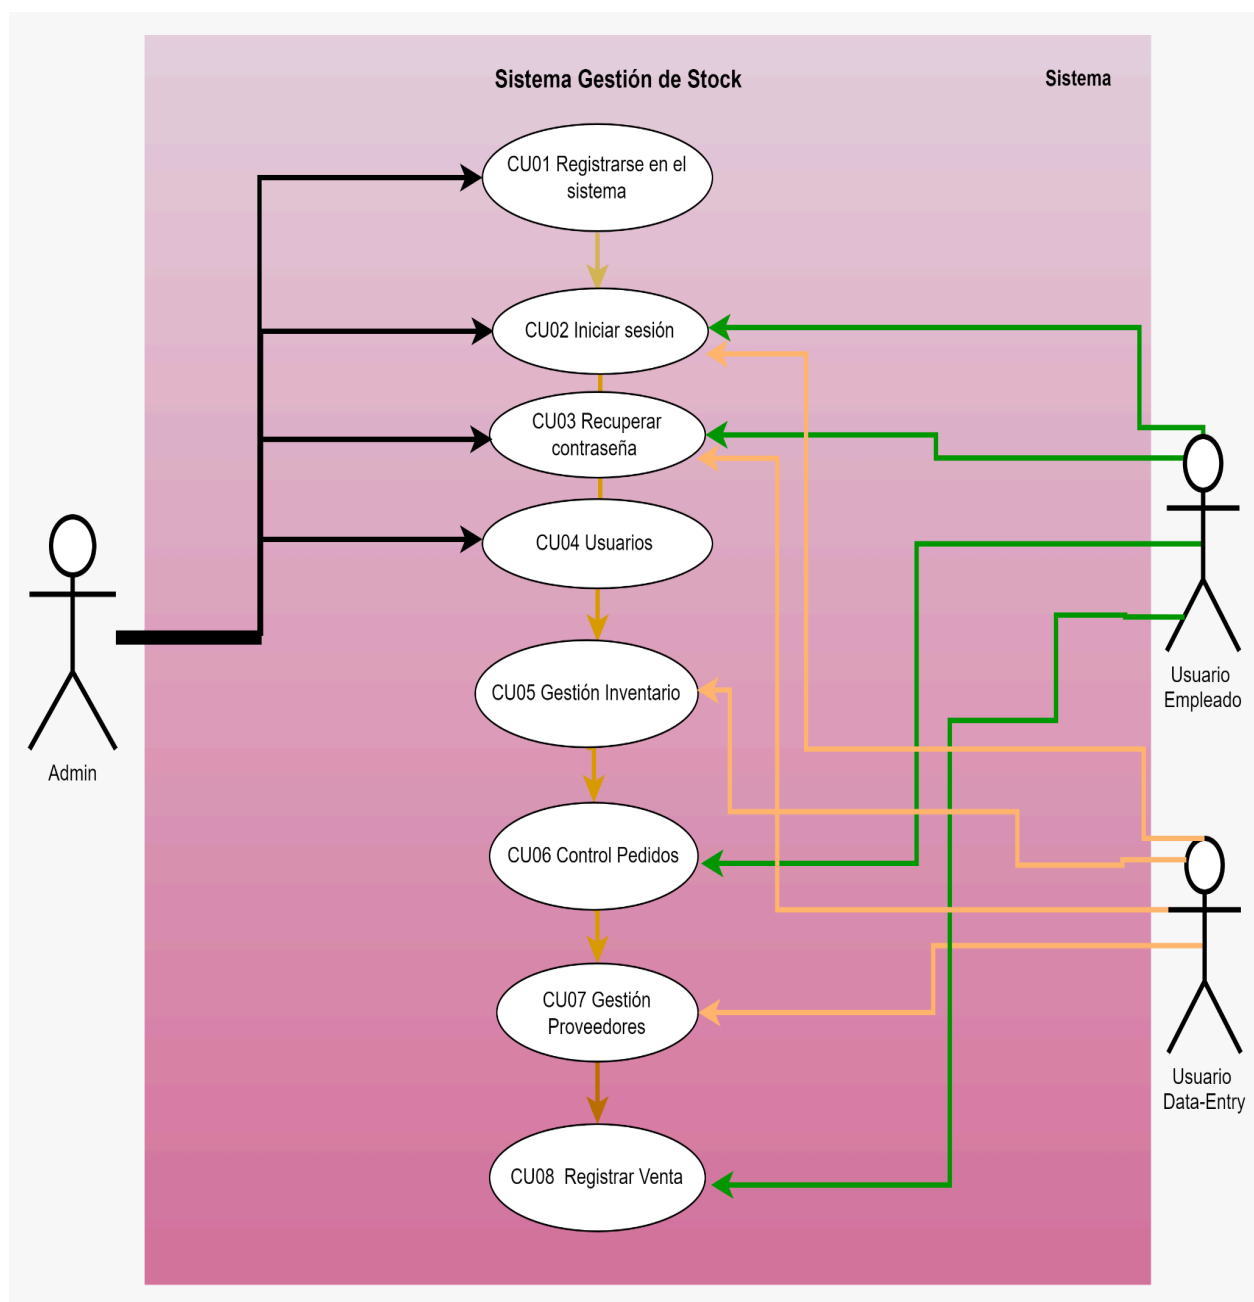 Sistema Gestión de Stock
Sistema
CU01 Registrarse en el
sistema
CU02 Iniciar sesión
CU03 Recuperar
contraseña
CU04 Usuarios
CU05 Gestión Inventario
CU06 Control Pedidos
CU07 Gestión
Proveedores
CU08 Registrar Venta
Admin
Usuario
Empleado
Usuario
Data-Entry